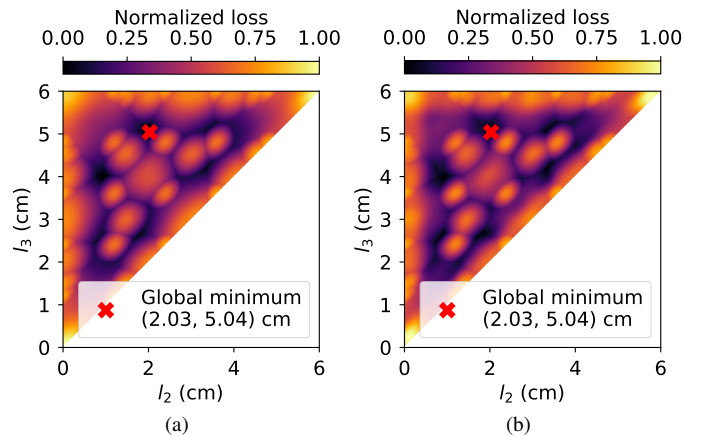 Normalized loss
0.00 0.25 0.50 0.75 1.00
6
5
4
3
2
1
0
l3 (cm)
Global minimum
(2.03, 5.04) cm
0 2 4 6
l2 (cm)
(a)
Normalized loss
0.00 0.25 0.50 0.75 1.00
6
5
4
3
2
1
0
l3 (cm)
Global minimum
(2.03, 5.04) cm
0 2 4 6
l2 (cm)
(b)